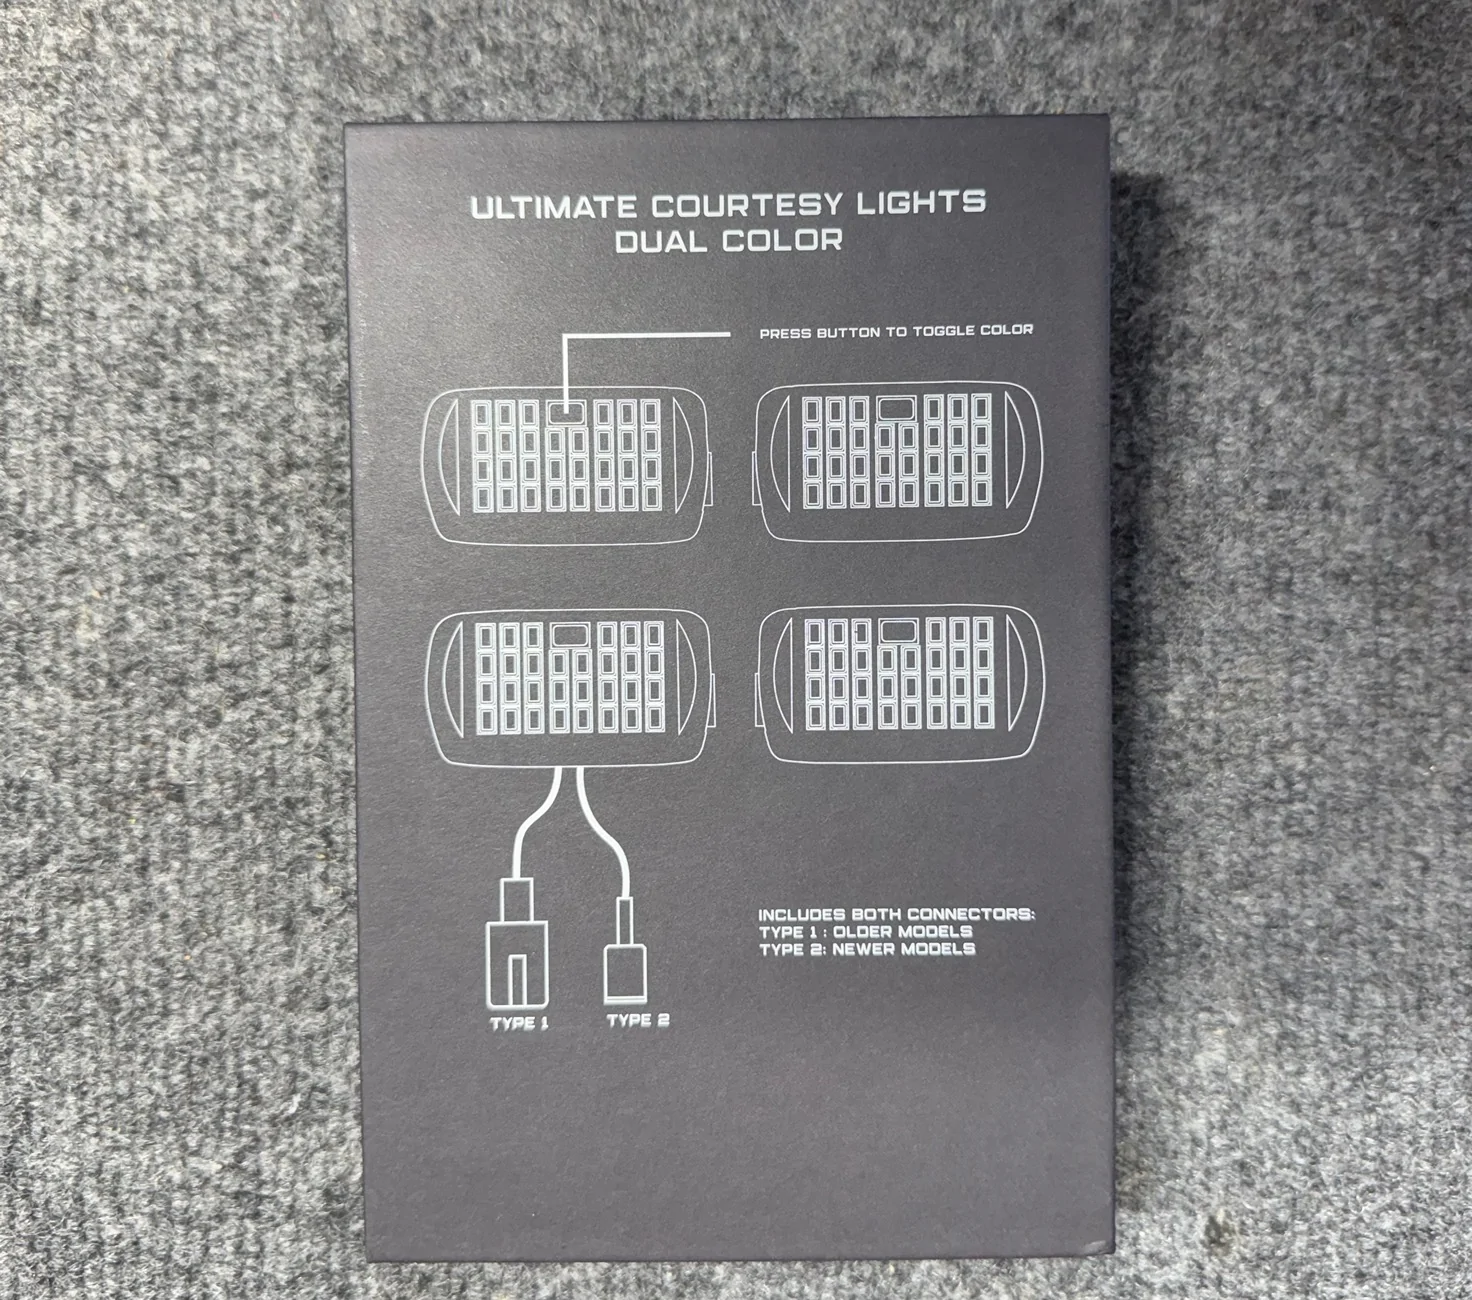 ULTIMATE COURTESY LIGHTS
DUAL COLOR
PRESS BUTTON TO TOGGLE COLOR
INCLUDES BOTH CONNECTORS:
TYPE 1 : OLDER MODELS
TYPE 2: NEWER MODELS
TYPE 1 TYPE 2